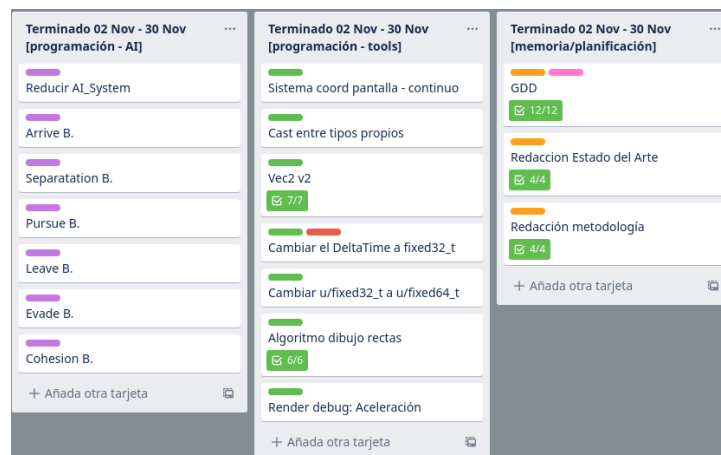 Terminado 02 Nov - 30 Nov
[programación - AI]
Reducir AI_System
Arrive B.
Separatation B.
Pursue B.
Leave B.
Evade B.
Cohesion B.
Añada otra tarjeta
Terminado 02 Nov - 30 Nov
[programación - tools]
Sistema coord pantalla - continuo
Cast entre tipos propios
Vec2 v2
7/7
Cambiar el DeltaTime a fixed32_t
Cambiar u/fixed32_t a u/fixed64_t
Algoritmo dibujo rectas
6/6
Render debug: Aceleración
Añada otra tarjeta
Terminado 02 Nov - 30 Nov
[memoria/planificación]
GDD
12/12
Redaccion Estado del Arte
4/4
Redacción metodología
4/4
Añada otra tarjeta